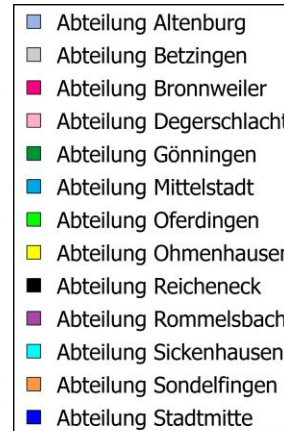 Abteilung Altenburg
Abteilung Betzingen
Abteilung Bronnweiler
Abteilung Degerschlacht
Abteilung Gönningen
Abteilung Mittelstadt
Abteilung Oferdingen
Abteilung Ohmenhausen
Abteilung Reicheneck
Abteilung Rommelsbach
Abteilung Sickenhausen
Abteilung Sondelfingen
Abteilung Stadtmitte